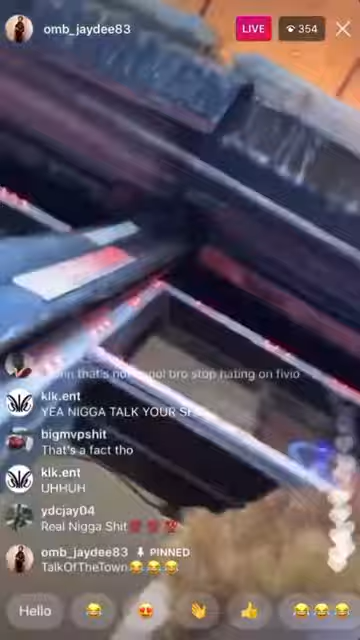 omb_jaydee83
LIVE
354
that's not cool bro stop hating on fivio
klk.ent
YEA NIGGA TALK YOUR
bigmvpshit
That's a fact tho
klk.ent
UHHUH
ydcjay04
Real Nigga Shit💯💯💯
omb_jaydee83 PINNED
TalkOfTheTown😂😂😂
Hello 😂 😍 👏 👍 😂😂😂